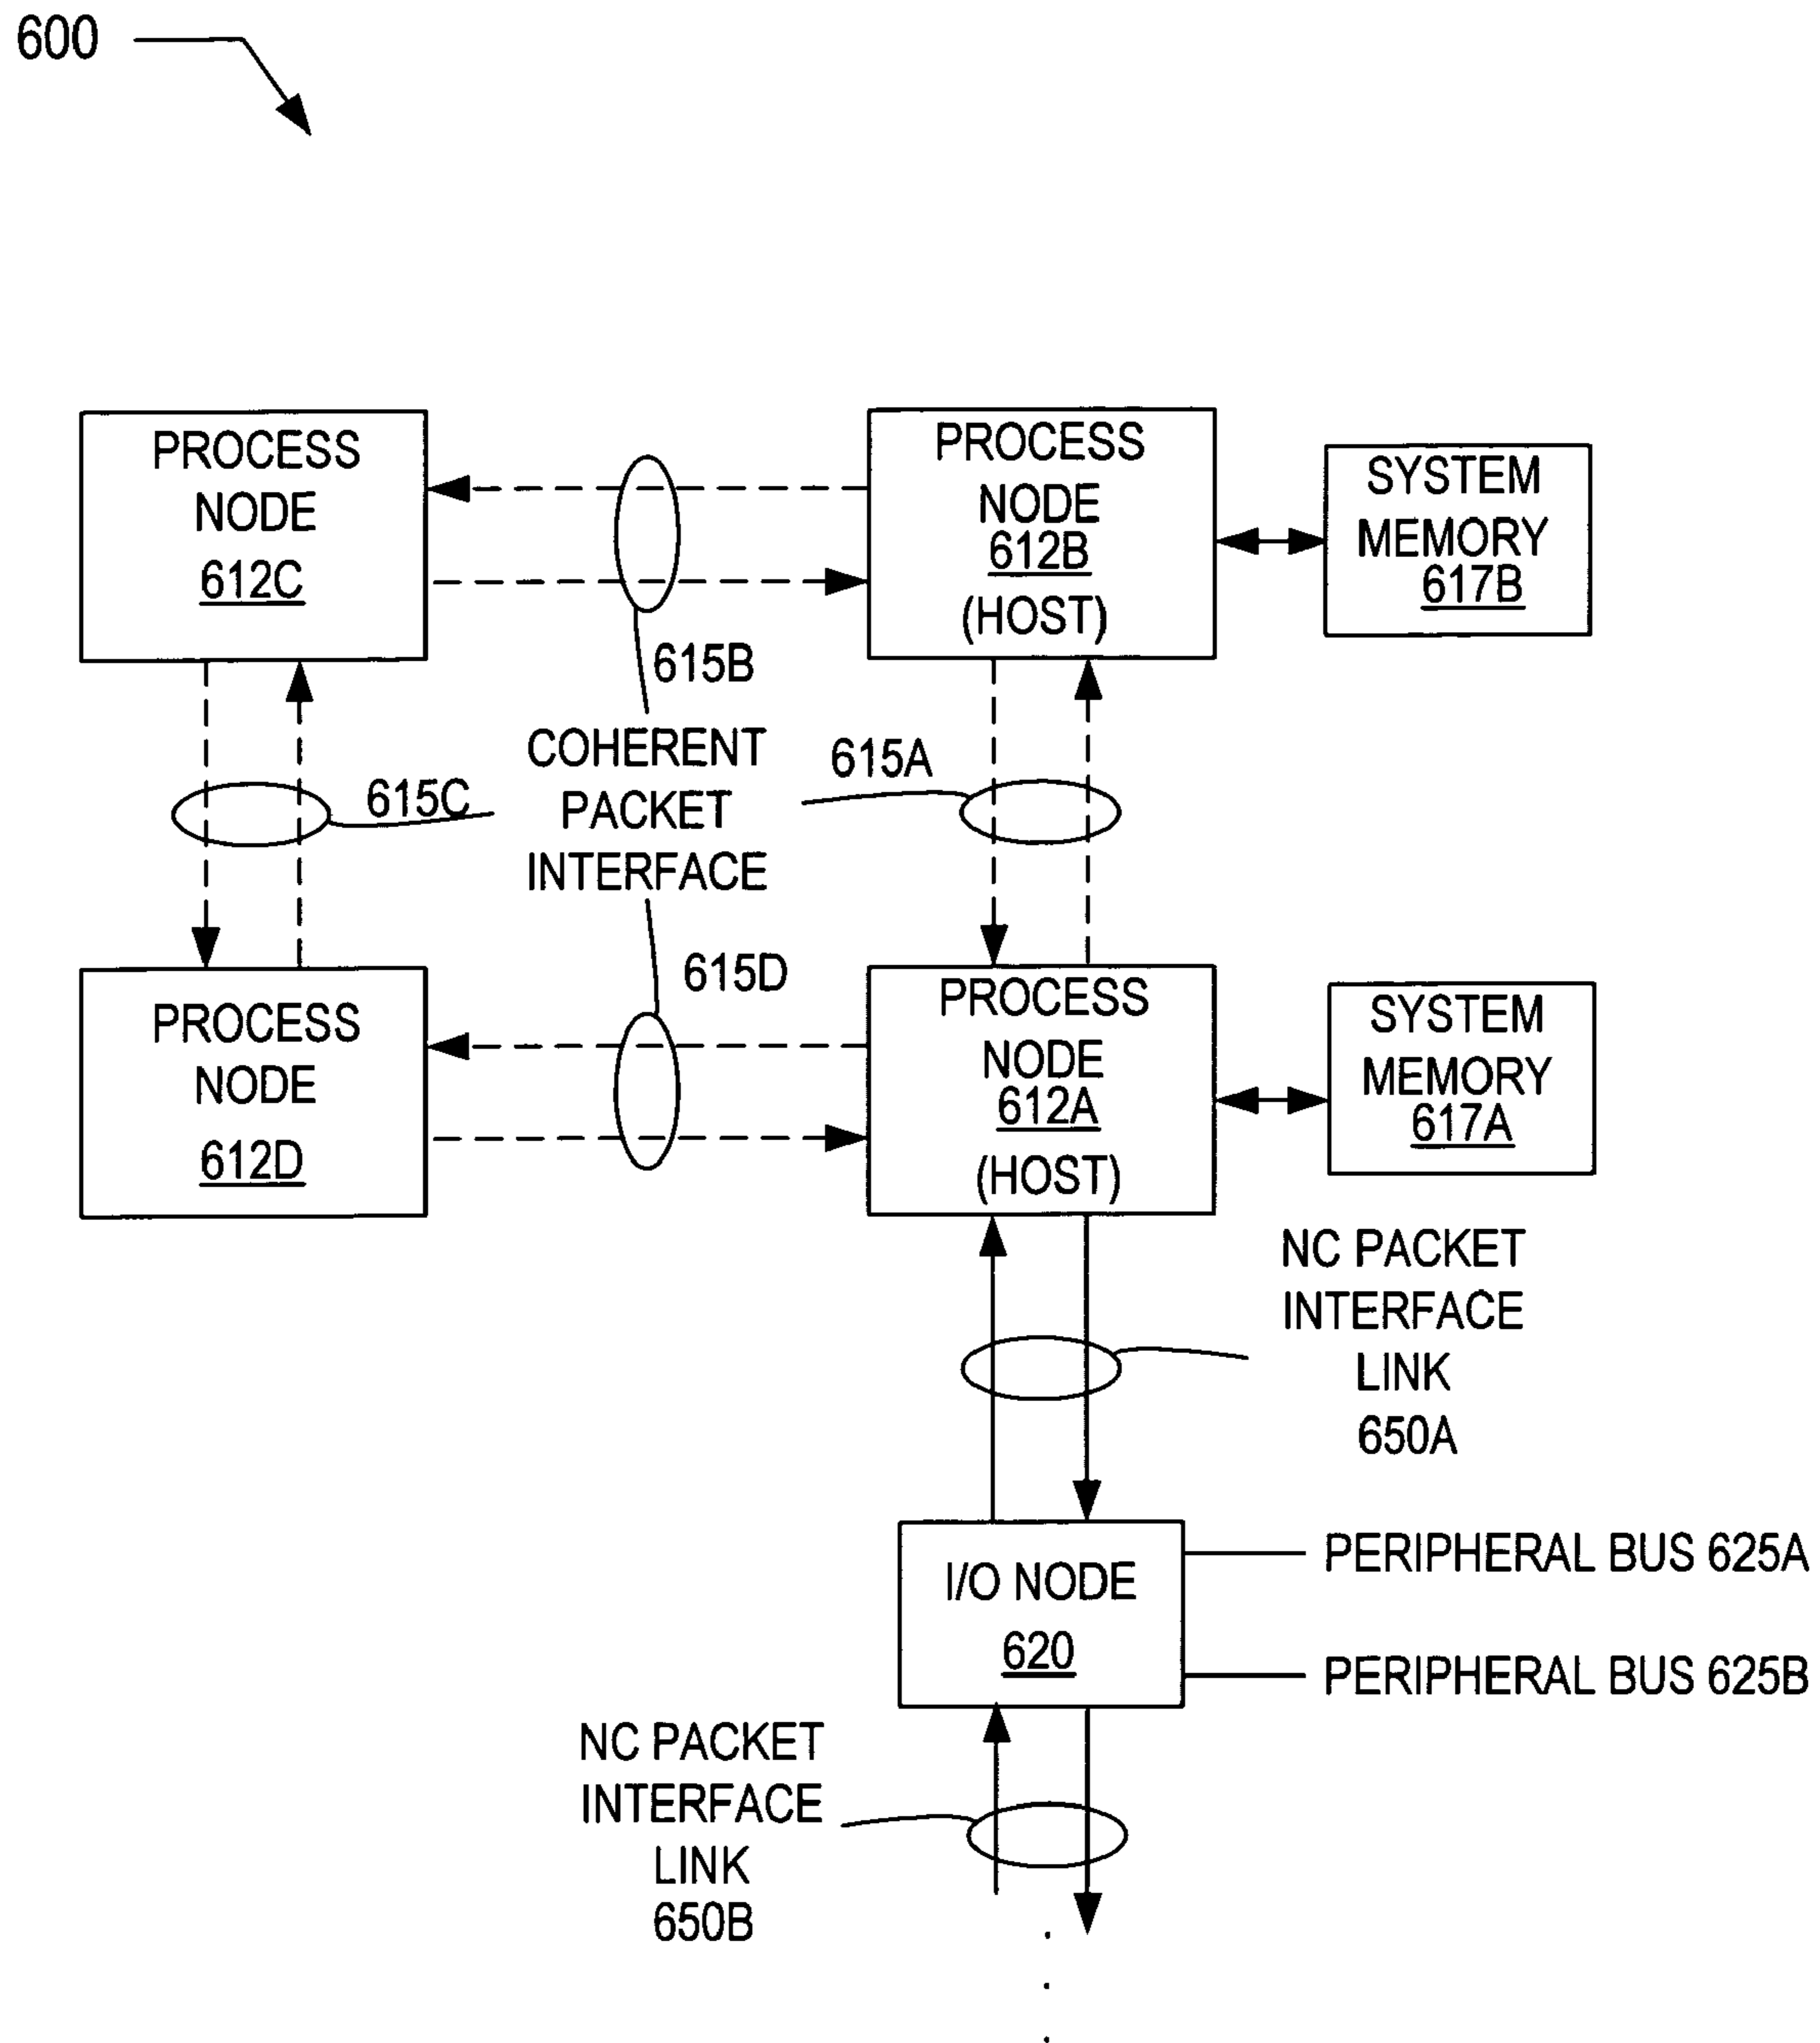 600
PROCESS
NODE
612C
PROCESS
NODE
612B
(HOST)
SYSTEM
MEMORY
617B
615B
COHERENT
PACKET
INTERFACE
615A
615C
615D
PROCESS
NODE
612D
PROCESS
NODE
612A
(HOST)
SYSTEM
MEMORY
617A
NC PACKET
INTERFACE
LINK
650A
I/O NODE
620
PERIPHERAL BUS 625A
PERIPHERAL BUS 625B
NC PACKET
INTERFACE
LINK
650B